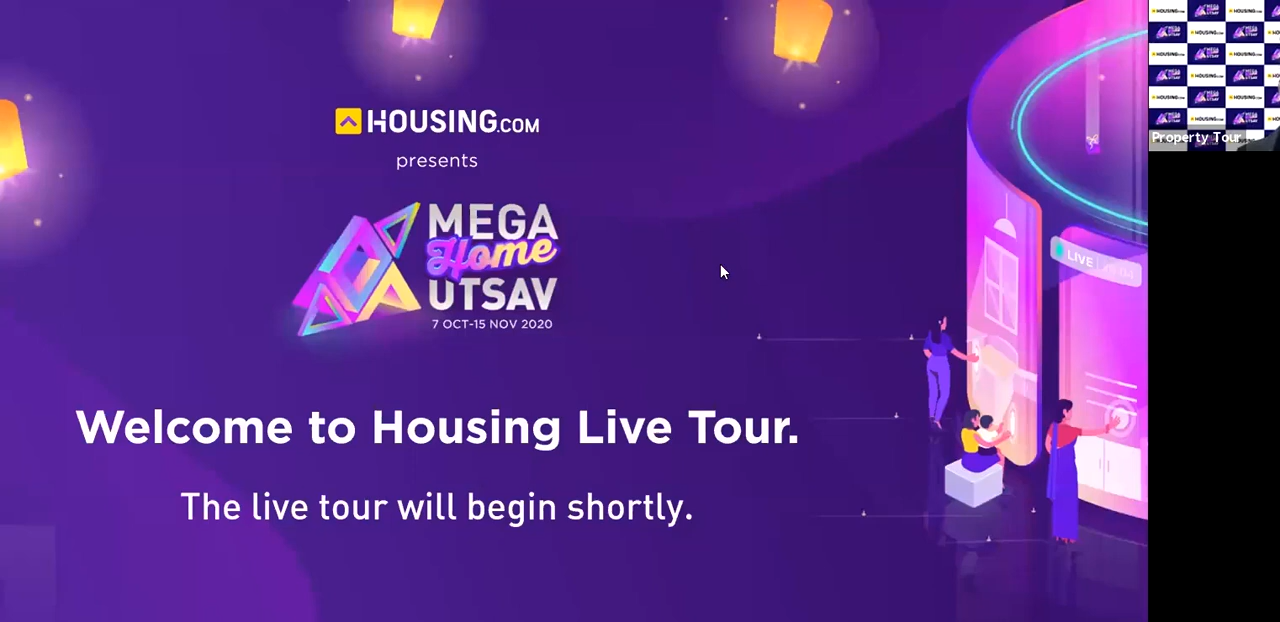 HOUSING.COM
presents
MEGA
Home
UTSAV
7 OCT-15 NOV 2020
Welcome to Housing Live Tour.
The live tour will begin shortly.
LIVE
Property Tour